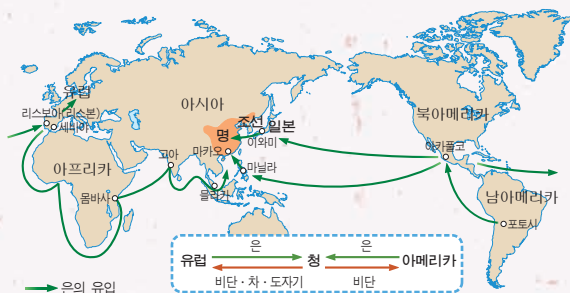 유럽
리스보아(리스본)
세비야
아시아
조선
일본
명
이와미
마카오
고아
마닐라
믈라카
아프리카
몸바사
북아메리카
아카풀코
남아메리카
포토시
은 은
유럽 청 아메리카
비단·차·도자기 비단
은의 유입